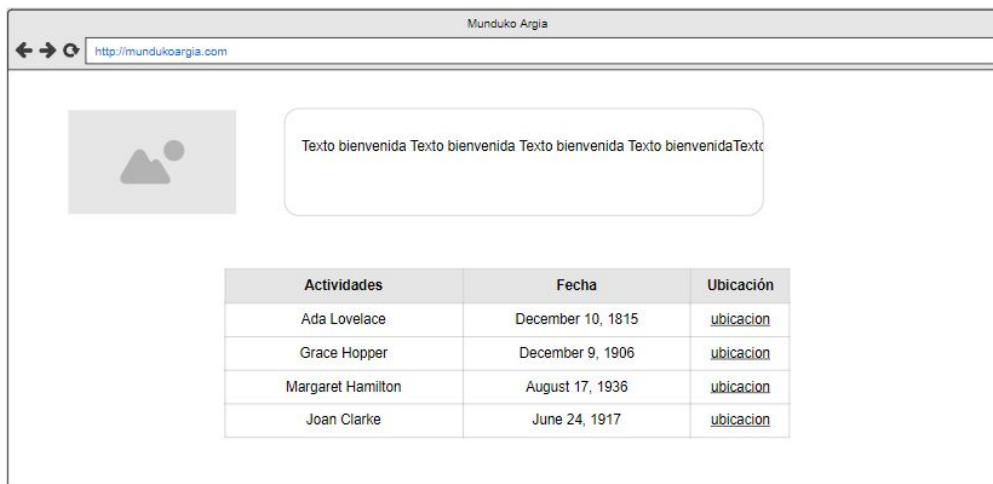 Munduko Argia
http://mundukoargia.com
Texto bienvenida Texto bienvenida Texto bienvenida Texto bienvenidaTexto
Actividades Fecha Ubicación
Ada Lovelace December 10, 1815 ubicacion
Grace Hopper December 9, 1906 ubicacion
Margaret Hamilton August 17, 1936 ubicacion
Joan Clarke June 24, 1917 ubicacion